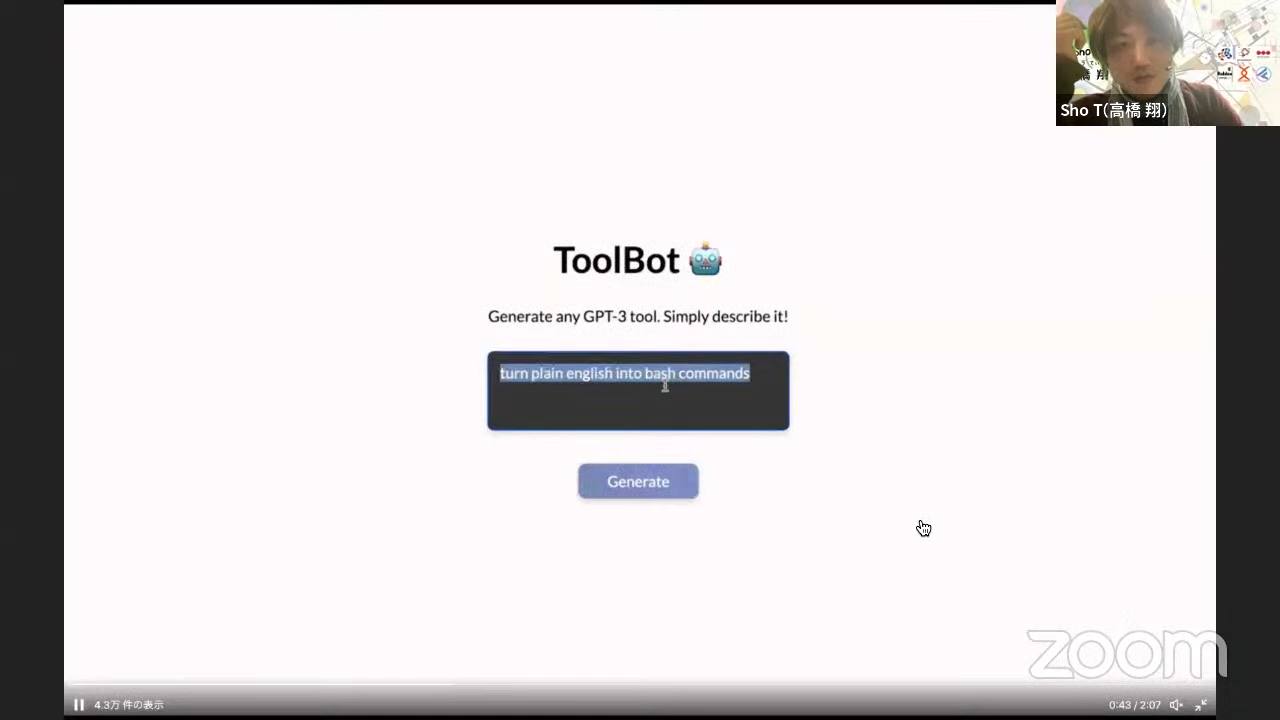 ToolBot
Generate any GPT-3 tool. Simply describe it!
turn plain english into bash commands
Generate
Sho T(高橋 翔)
zoom
4.3万 件の表示
0:43 / 2:07